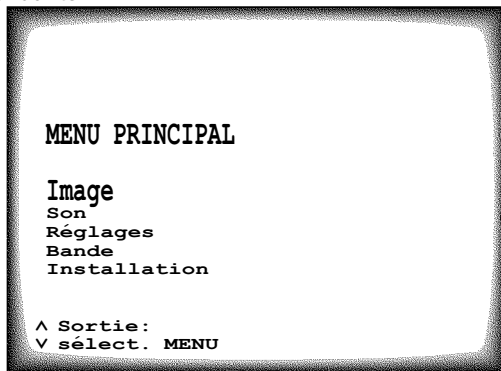 MENU PRINCIPAL
Image
Son
Réglages
Bande
Installation
∧ Sortie:
∨ sélect. MENU